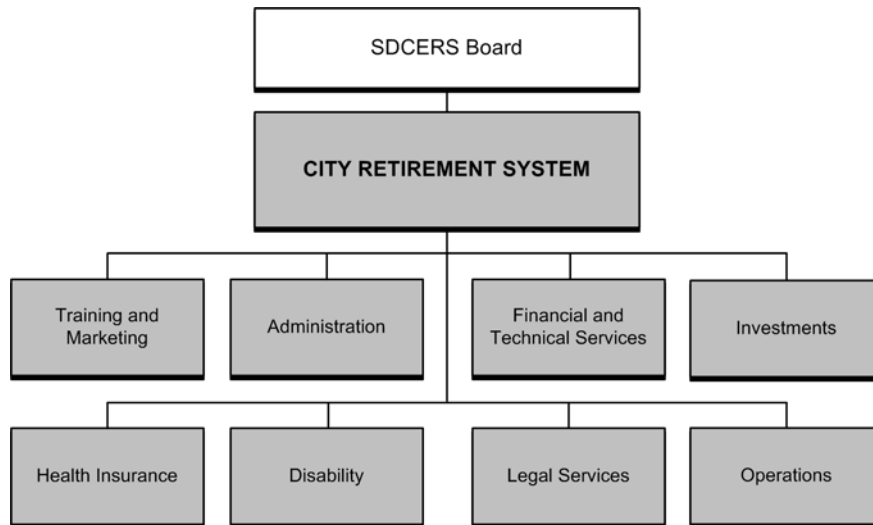 SDCERS Board
CITY RETIREMENT SYSTEM
Training and
Marketing
Administration
Financial and
Technical Services
Investments
Health Insurance
Disability
Legal Services
Operations